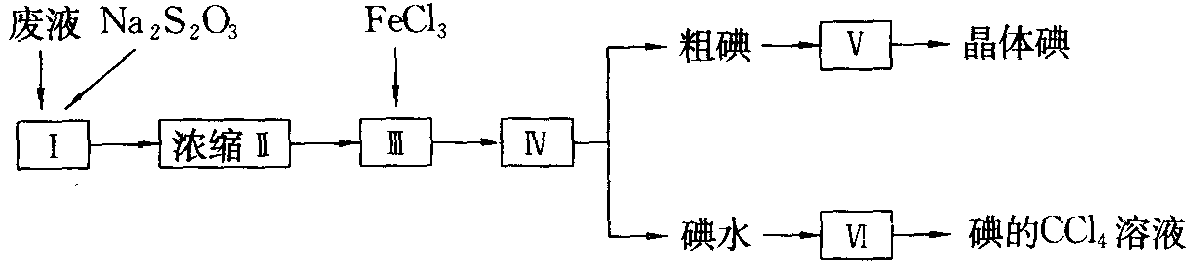 废液 Na₂S₂O₃ FeCl₃
粗碘 Ⅴ 晶体碘
Ⅰ 浓缩Ⅱ Ⅲ Ⅳ
碘水 Ⅵ 碘的CCl₄溶液